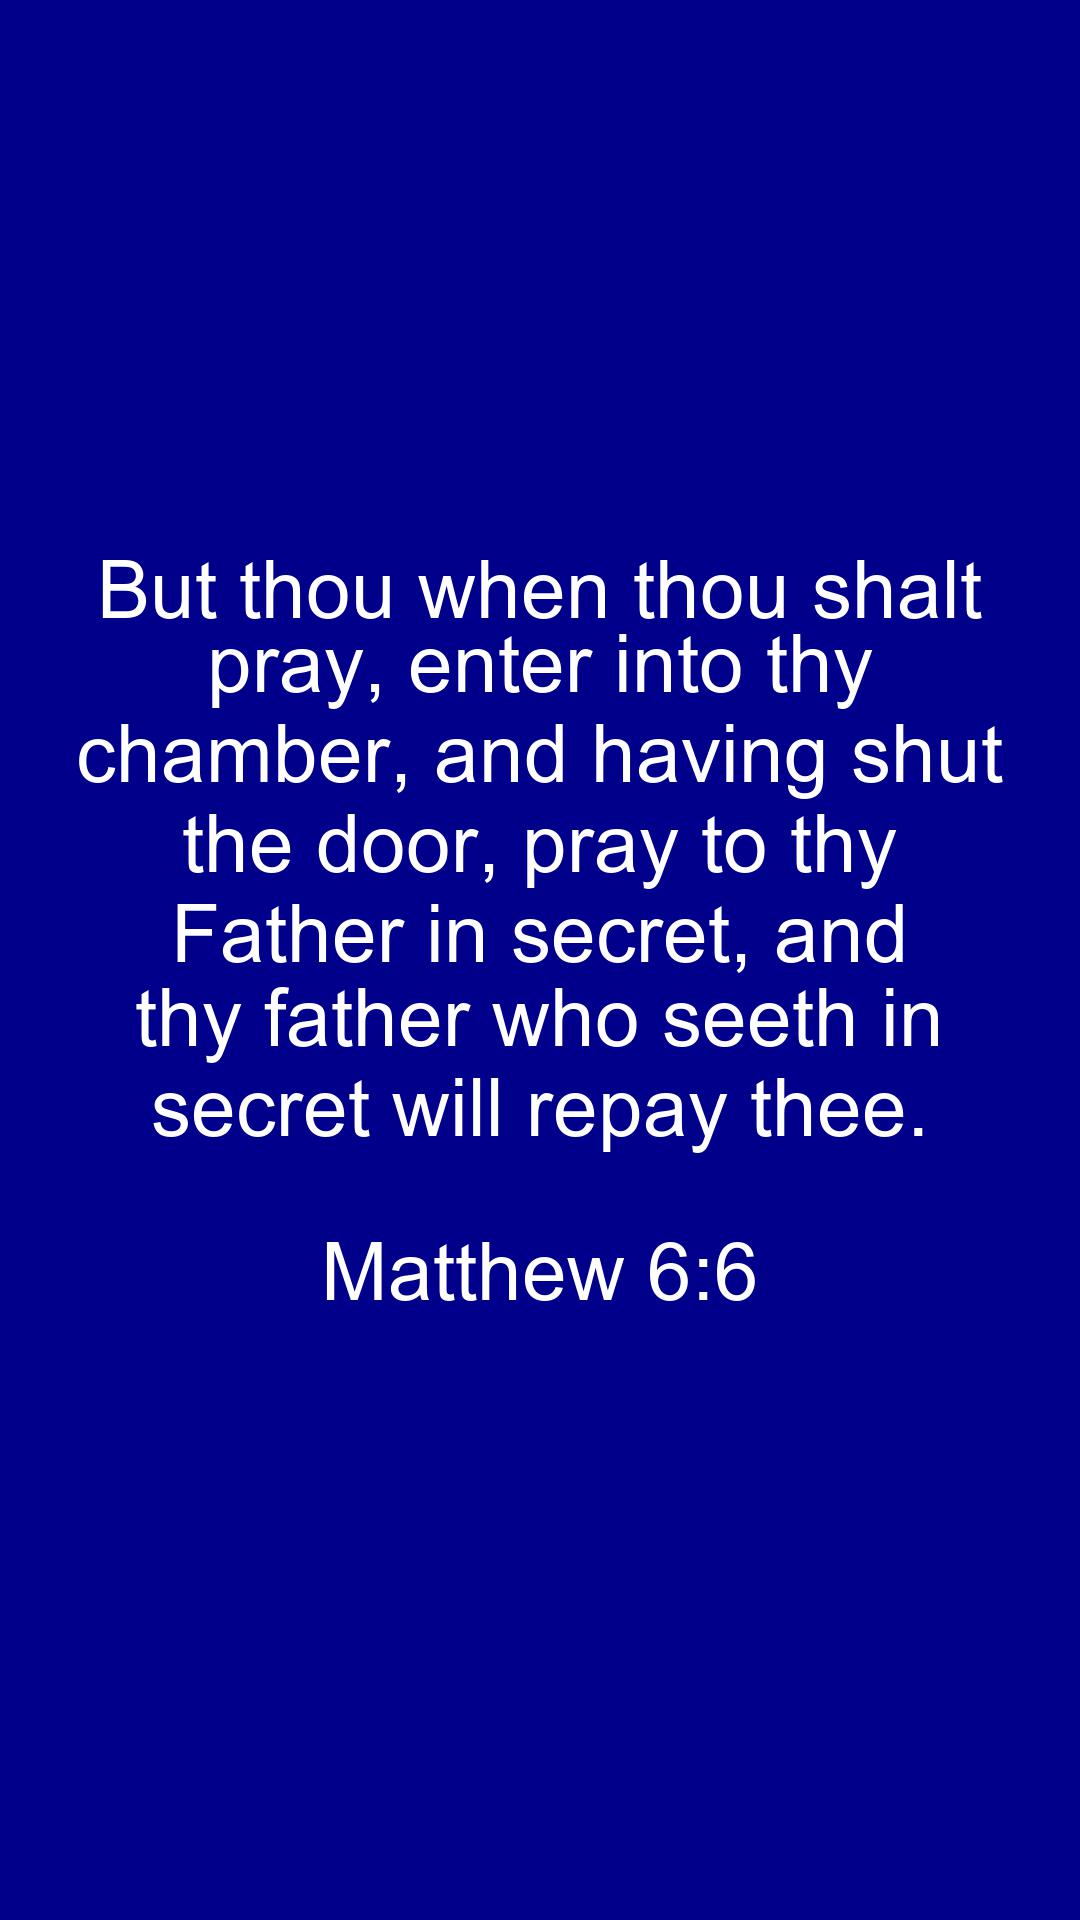 But thou when thou shalt
pray, enter into thy
chamber, and having shut
the door, pray to thy
Father in secret, and
thy father who seeth in
secret will repay thee.
Matthew 6:6